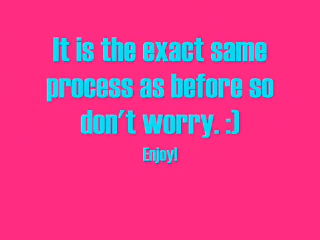 It is the exact same
process as before so
don't worry. :)
Enjoy!